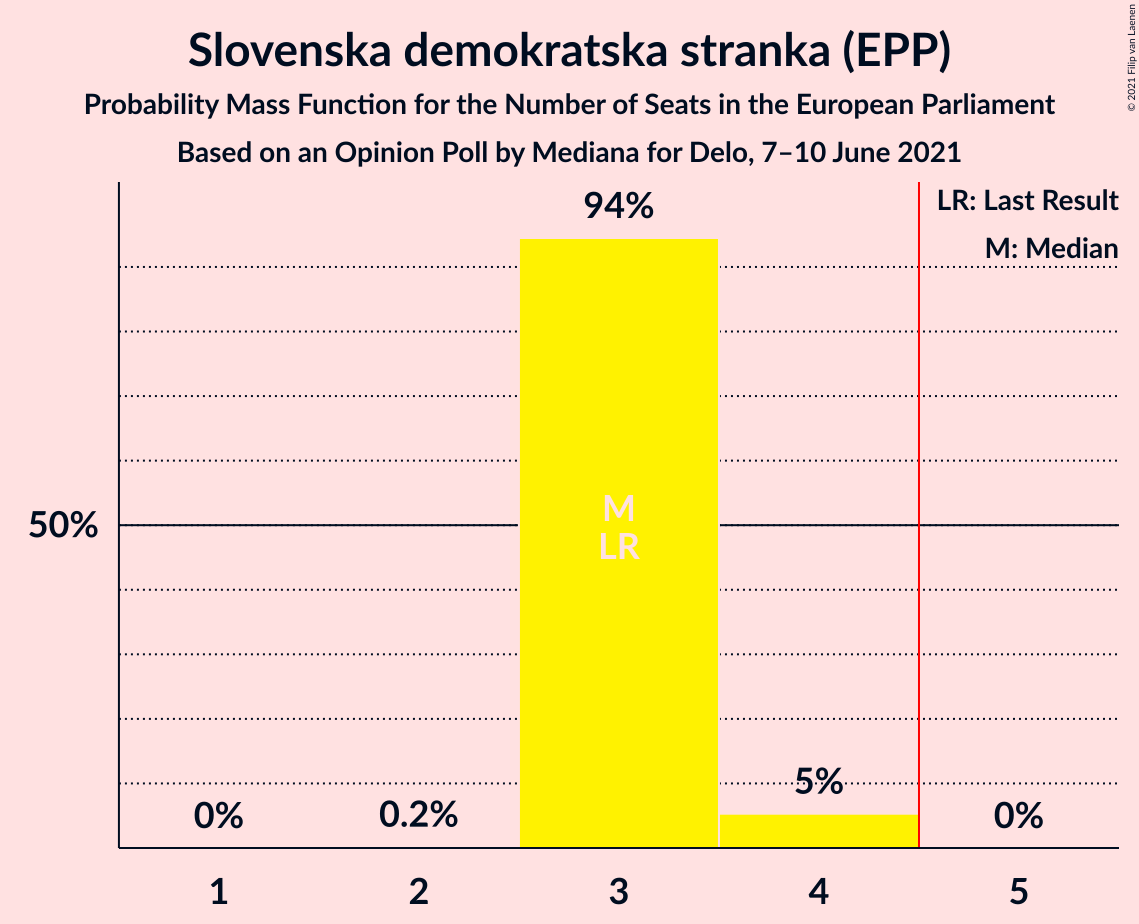 Slovenska demokratska stranka (EPP)
Probability Mass Function for the Number of Seats in the European Parliament
Based on an Opinion Poll by Mediana for Delo, 7–10 June 2021
© 2021 Filip van Laenen
LR: Last Result
M: Median
94%
50%
M
LR
5%
0%
0.2%
0%
1
2
3
4
5